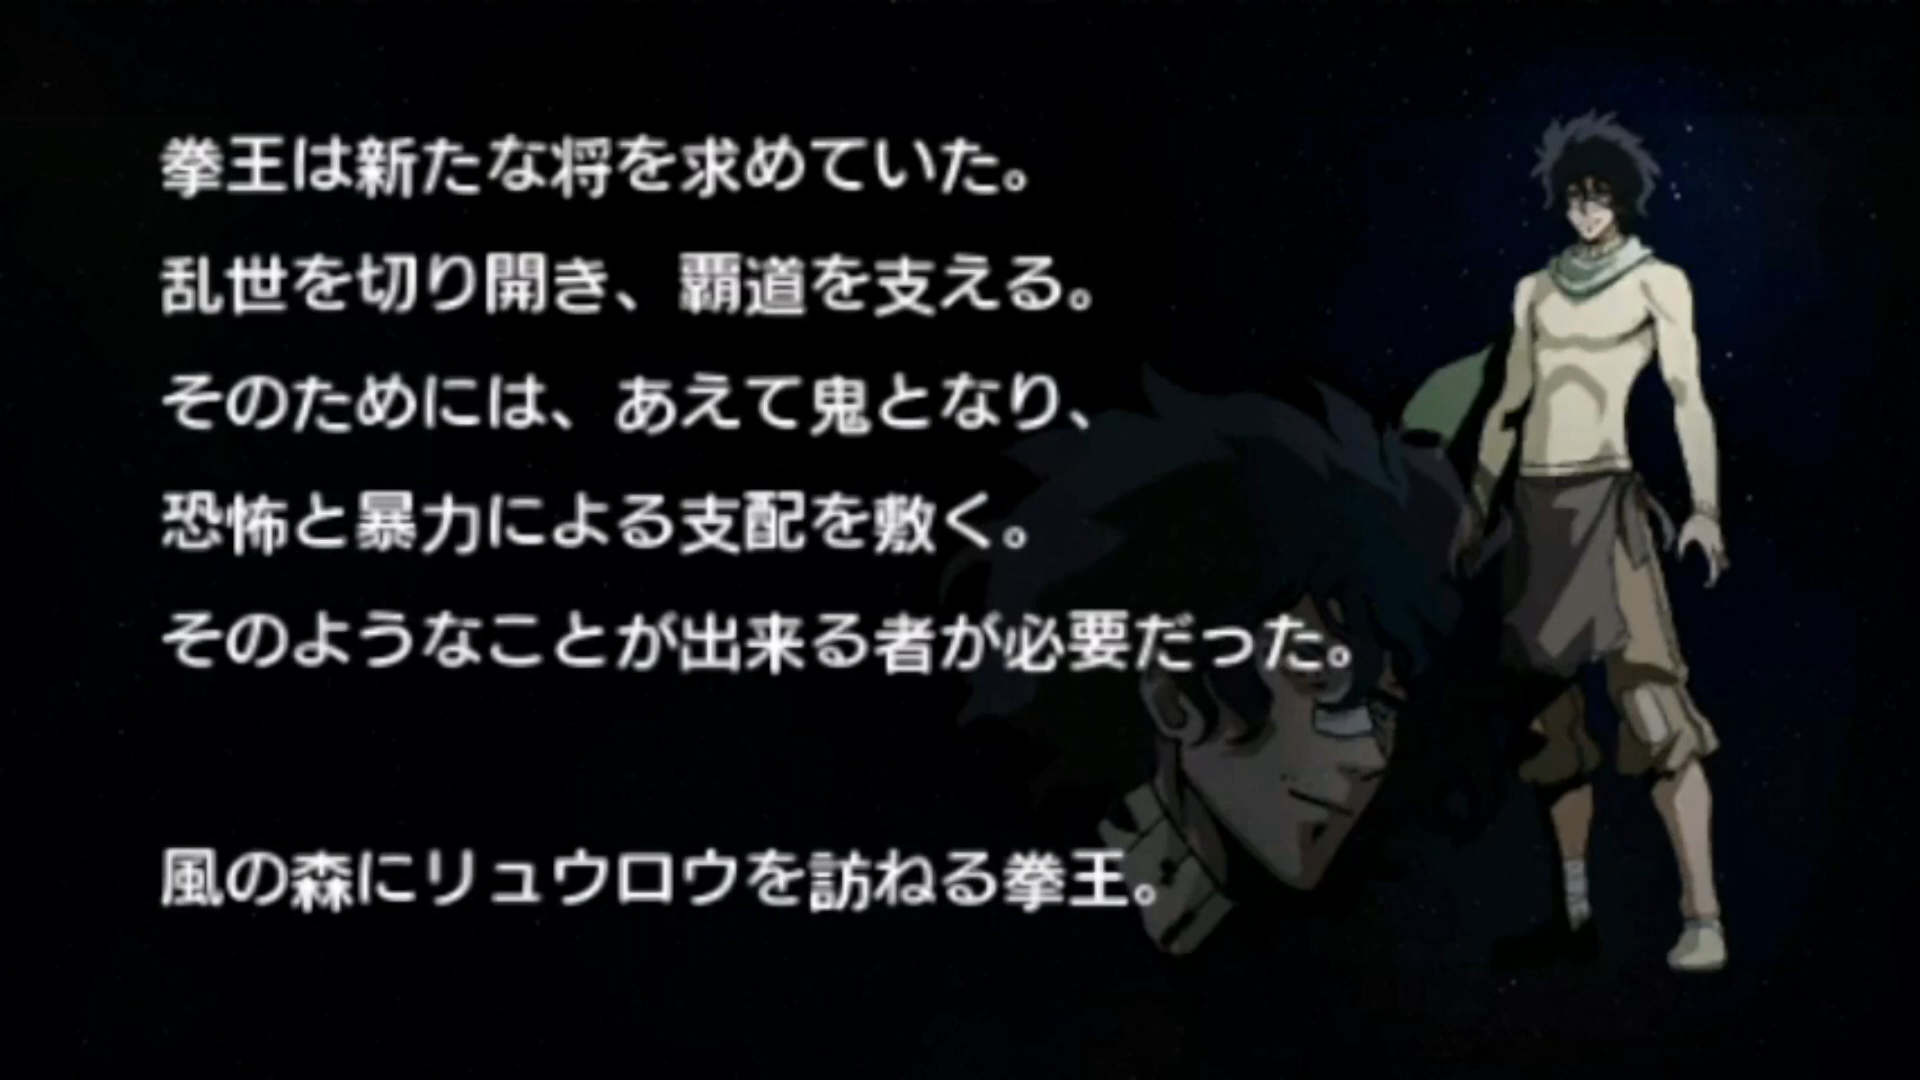 拳王は新たな将を求めていた。
乱世を切り開き、覇道を支える。
そのためには、あえて鬼となり、
恐怖と暴力による支配を敷く。
そのようなことが出来る者が必要だった。
風の森にリュウロウを訪ねる拳王。